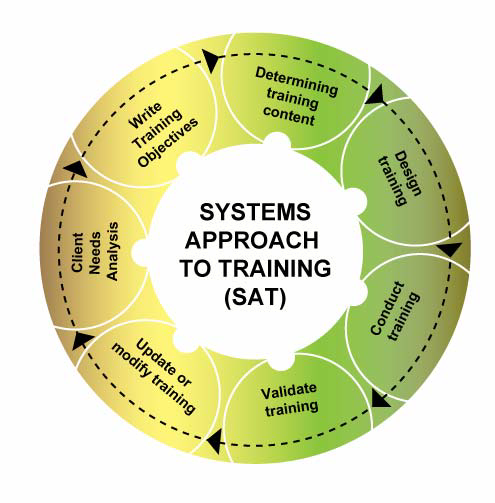 SYSTEMS
APPROACH
TO TRAINING
(SAT)
Client
Needs
Analysis
Write
Training
Objectives
Determining
training
content
Design
training
Conduct
training
Validate
training
Update or
modify training